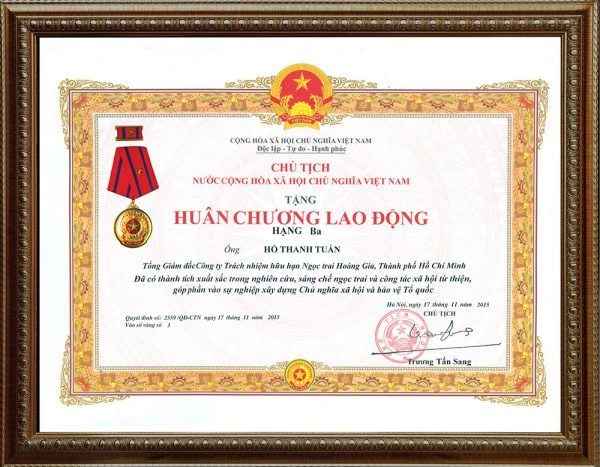 CỘNG HÒA XÃ HỘI CHỦ NGHĨA VIỆT NAM
Độc lập - Tự do - Hạnh phúc
CHỦ TỊCH
NƯỚC CỘNG HÒA XÃ HỘI CHỦ NGHĨA VIỆT NAM
TẶNG
HUÂN CHƯƠNG LAO ĐỘNG
HẠNG Ba
Ông HỒ THANH TUẤN
Tổng Giám đốc Công ty Trách nhiệm hữu hạn Ngọc trai Hoàng Gia, Thành phố Hồ Chí Minh
Đã có thành tích xuất sắc trong nghiên cứu, sáng chế ngọc trai và công tác xã hội từ thiện,
góp phần vào sự nghiệp xây dựng Chủ nghĩa xã hội và bảo vệ Tổ quốc
Hà Nội, ngày 17 tháng 11 năm 2015
Quyết định số: 2539 /QĐ-CTN ngày 17 tháng 11 năm 2015
CHỦ TỊCH
Vào sổ vàng số 3
Trương Tấn Sang